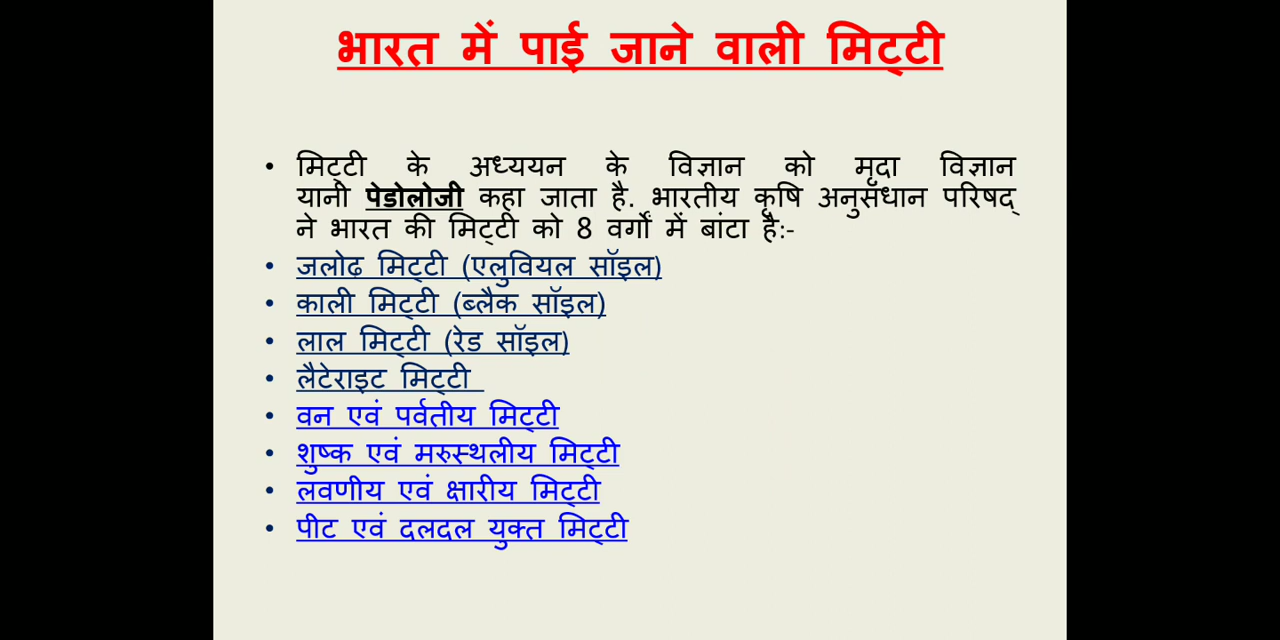 भारत में पाई जाने वाली मिट्टी
• मिट्टी के अध्ययन के विज्ञान को मृदा विज्ञान
यानी पेडोलोजी कहा जाता है. भारतीय कृषि अनुसंधान परिषद्
ने भारत की मिट्टी को 8 वर्गों में बांटा है:-
• जलोढ मिट्टी (एलुवियल सॉइल)
• काली मिट्टी (ब्लैक सॉइल)
• लाल मिट्टी (रेड सॉइल)
• लैटेराइट मिट्टी
• वन एवं पर्वतीय मिट्टी
• शुष्क एवं मरुस्थलीय मिट्टी
• लवणीय एवं क्षारीय मिट्टी
• पीट एवं दलदल युक्त मिट्टी